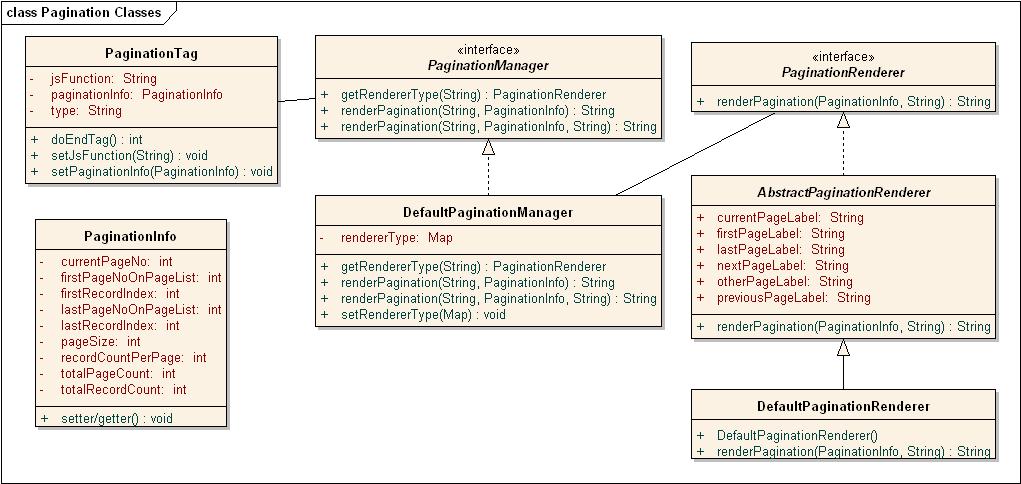 class Pagination Classes
PaginationTag
- jsFunction: String
- paginationInfo: PaginationInfo
- type: String
+ doEndTag() : int
+ setJsFunction(String) : void
+ setPaginationInfo(PaginationInfo) : void
«interface»
PaginationManager
+ getRendererType(String) : PaginationRenderer
+ renderPagination(String, PaginationInfo) : String
+ renderPagination(String, PaginationInfo, String) : String
«interface»
PaginationRenderer
+ renderPagination(PaginationInfo, String) : String
PaginationInfo
- currentPageNo: int
- firstPageNoOnPageList: int
- firstRecordIndex: int
- lastPageNoOnPageList: int
- lastRecordIndex: int
- pageSize: int
- recordCountPerPage: int
- totalPageCount: int
- totalRecordCount: int
+ setter/getter() : void
DefaultPaginationManager
- rendererType: Map
+ getRendererType(String) : PaginationRenderer
+ renderPagination(String, PaginationInfo) : String
+ renderPagination(String, PaginationInfo, String) : String
+ setRendererType(Map) : void
AbstractPaginationRenderer
+ currentPageLabel: String
+ firstPageLabel: String
+ lastPageLabel: String
+ nextPageLabel: String
+ otherPageLabel: String
+ previousPageLabel: String
+ renderPagination(PaginationInfo, String) : String
DefaultPaginationRenderer
+ DefaultPaginationRenderer()
+ renderPagination(PaginationInfo, String) : String